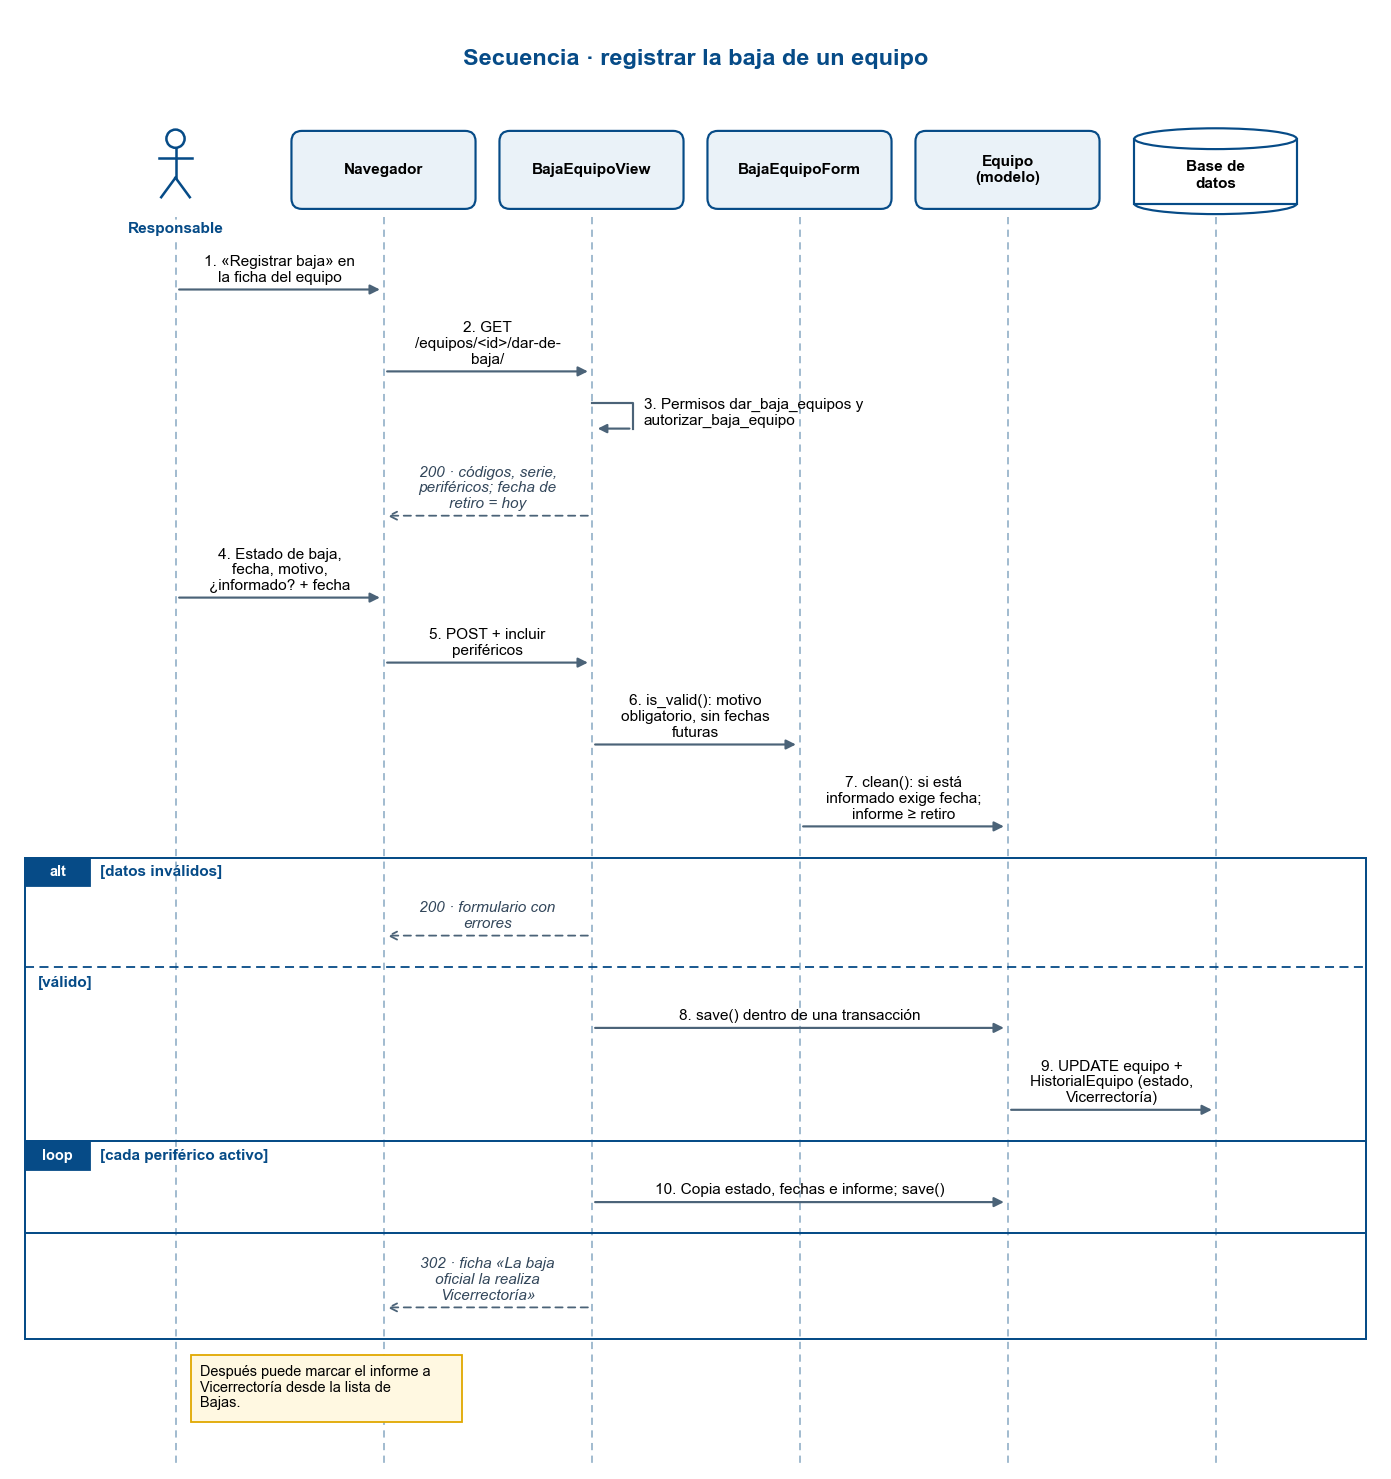 Secuencia · registrar la baja de un equipo
Responsable
Navegador
BajaEquipoView
BajaEquipoForm
Equipo
(modelo)
Base de
datos
1. «Registrar baja» en
la ficha del equipo
2. GET
/equipos/<id>/dar-de-
baja/
3. Permisos dar_baja_equipos y
autorizar_baja_equipo
200 · códigos, serie,
periféricos; fecha de
retiro = hoy
4. Estado de baja,
fecha, motivo,
¿informado? + fecha
5. POST + incluir
periféricos
6. is_valid(): motivo
obligatorio, sin fechas
futuras
7. clean(): si está
informado exige fecha;
informe ≥ retiro
alt
[datos inválidos]
200 · formulario con
errores
[válido]
8. save() dentro de una transacción
9. UPDATE equipo +
HistorialEquipo (estado,
Vicerrectoría)
loop
[cada periférico activo]
10. Copia estado, fechas e informe; save()
302 · ficha «La baja
oficial la realiza
Vicerrectoría»
Después puede marcar el informe a
Vicerrectoría desde la lista de
Bajas.